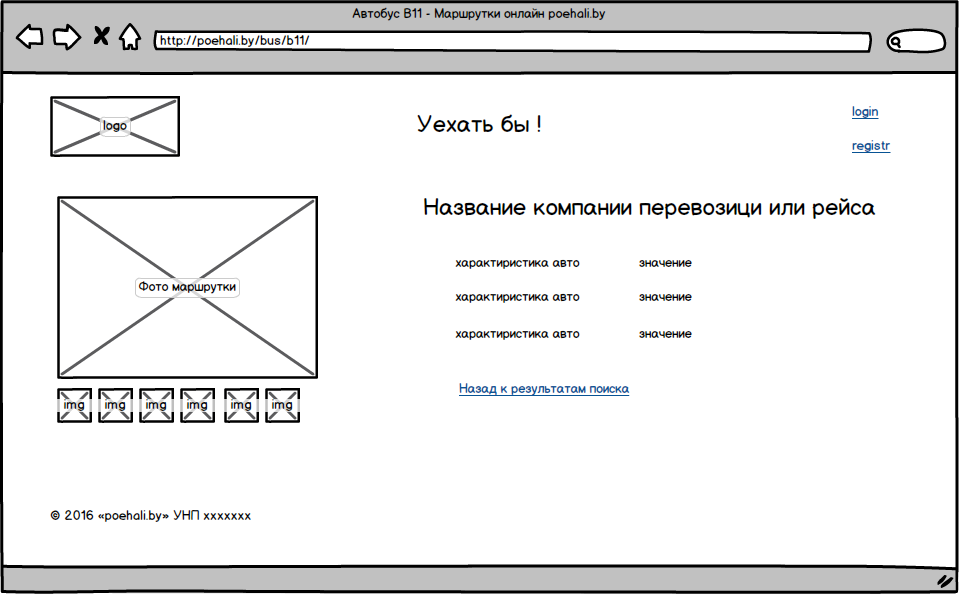 Автобус B11 - Маршрутки онлайн poehali.by
http://poehali.by/bus/b11/
logo
Уехать бы !
login
registr
Название компании перевозици или рейса
Фото маршрутки
характиристика авто значение
характиристика авто значение
характиристика авто значение
Назад к результатам поиска
img img img img img img
© 2016 «poehali.by» УНП xxxxxxx